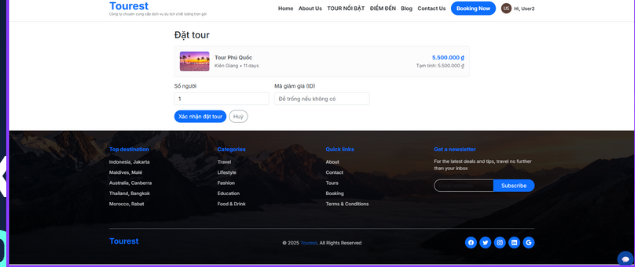 Tourest
Công ty chuyên cung cấp dịch vụ du lịch chất lượng trọn gói
Home About Us TOUR NỔI BẬT ĐIỂM ĐẾN Blog Contact Us Booking Now US Hi, User2
Đặt tour
Tour Phú Quốc 5.500.000 ₫
Kiên Giang • 11 days Tạm tính: 5.500.000 ₫
Số người Mã giảm giá (ID)
1 Để trống nếu không có
Xác nhận đặt tour Huỷ
Top destination Categories Quick links Get a newsletter
Indonesia, Jakarta Travel About For the latest deals and tips, travel no further
than your inbox
Maldives, Malé Lifestyle Contact
Australia, Canberra Fashion Tours Subscribe
Thailand, Bangkok Education Booking
Morocco, Rabat Food & Drink Terms & Conditions
Tourest © 2025 Tourest. All Rights Reserved